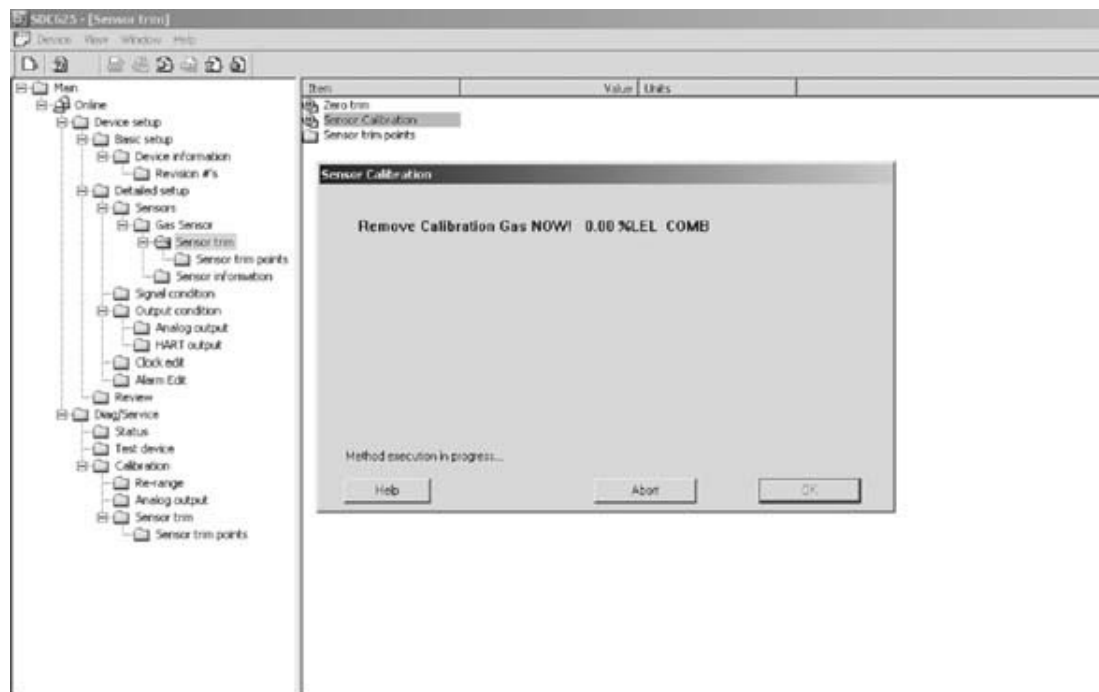 SDC625 - [Sensor trim]
Device View Window Help
Main
Online
Device setup
Basic setup
Device information
Revision #'s
Detailed setup
Sensors
Gas Sensor
Sensor trim
Sensor trim points
Sensor information
Signal condition
Output condition
Analog output
HART output
Clock edit
Alarm Edit
Review
Diag/Service
Status
Test device
Calibration
Re-range
Analog output
Sensor trim
Sensor trim points
Item Value Units
Zero trim
Sensor Calibration
Sensor trim points
Sensor Calibration
Remove Calibration Gas NOW! 0.00 %LEL COMB
Method execution in progress...
Help Abort OK